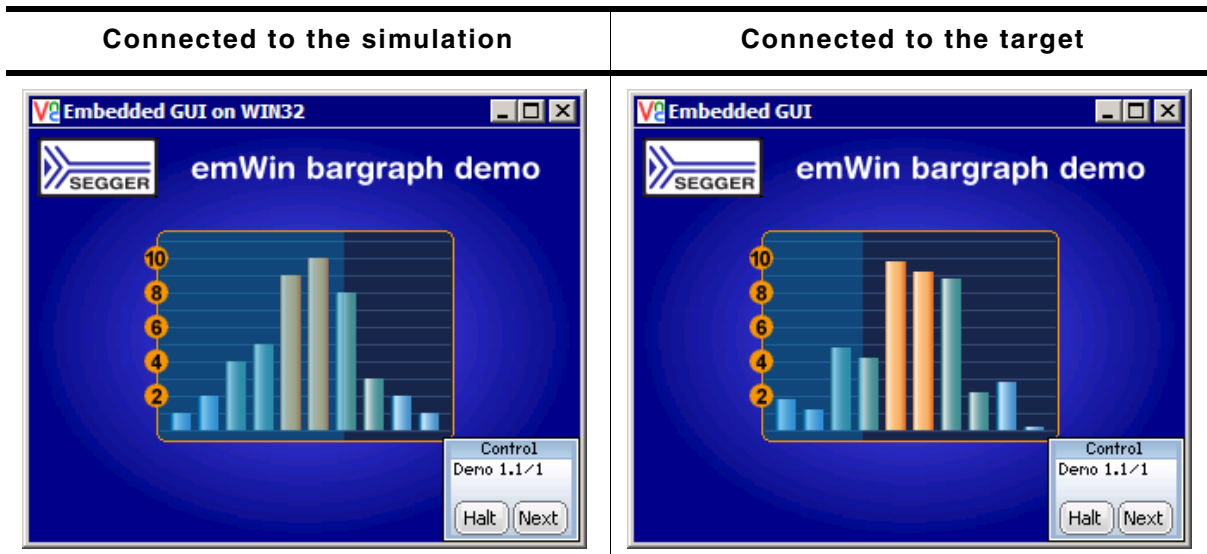 Connected to the simulation
Connected to the target
Embedded GUI on WIN32
SEGGER
emWin bargraph demo
10
8
6
4
2
Control
Demo 1.1/1
Halt Next
Embedded GUI
SEGGER
emWin bargraph demo
10
8
6
4
2
Control
Demo 1.1/1
Halt Next